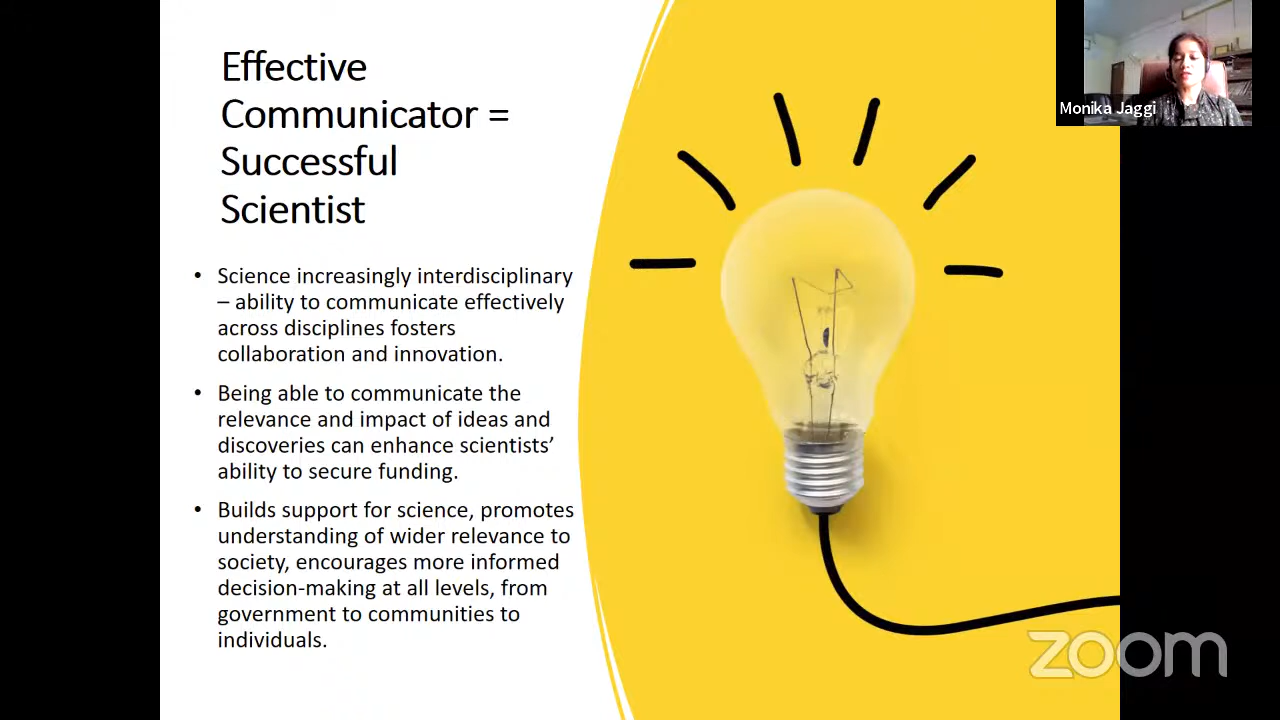 Effective
Communicator =
Successful
Scientist
• Science increasingly interdisciplinary
– ability to communicate effectively
across disciplines fosters
collaboration and innovation.
• Being able to communicate the
relevance and impact of ideas and
discoveries can enhance scientists’
ability to secure funding.
• Builds support for science, promotes
understanding of wider relevance to
society, encourages more informed
decision-making at all levels, from
government to communities to
individuals.
Monika Jaggi
zoom